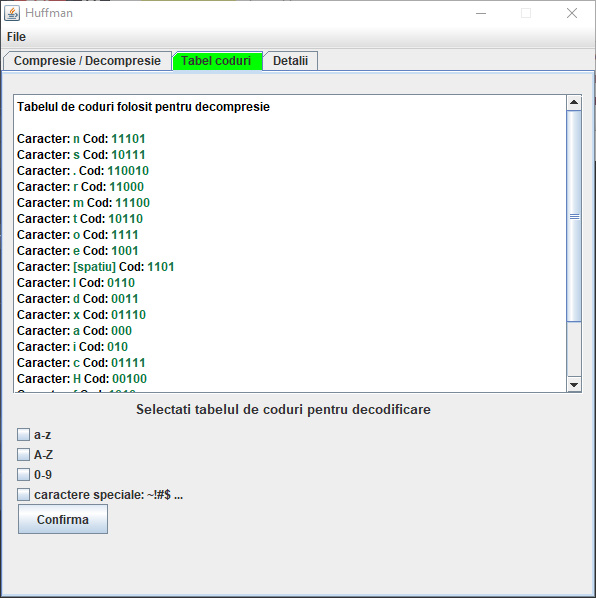 Huffman
File
Compresie / Decompresie Tabel coduri Detalii
Tabelul de coduri folosit pentru decompresie
Caracter: n Cod: 11101
Caracter: s Cod: 10111
Caracter: . Cod: 110010
Caracter: r Cod: 11000
Caracter: m Cod: 11100
Caracter: t Cod: 10110
Caracter: o Cod: 1111
Caracter: e Cod: 1001
Caracter: [spatiu] Cod: 1101
Caracter: l Cod: 0110
Caracter: d Cod: 0011
Caracter: x Cod: 01110
Caracter: a Cod: 000
Caracter: i Cod: 010
Caracter: c Cod: 01111
Caracter: H Cod: 00100
Caracter: f Cod: 1010
Selectati tabelul de coduri pentru decodificare
a-z
A-Z
0-9
caractere speciale: ~!#$ ...
Confirma